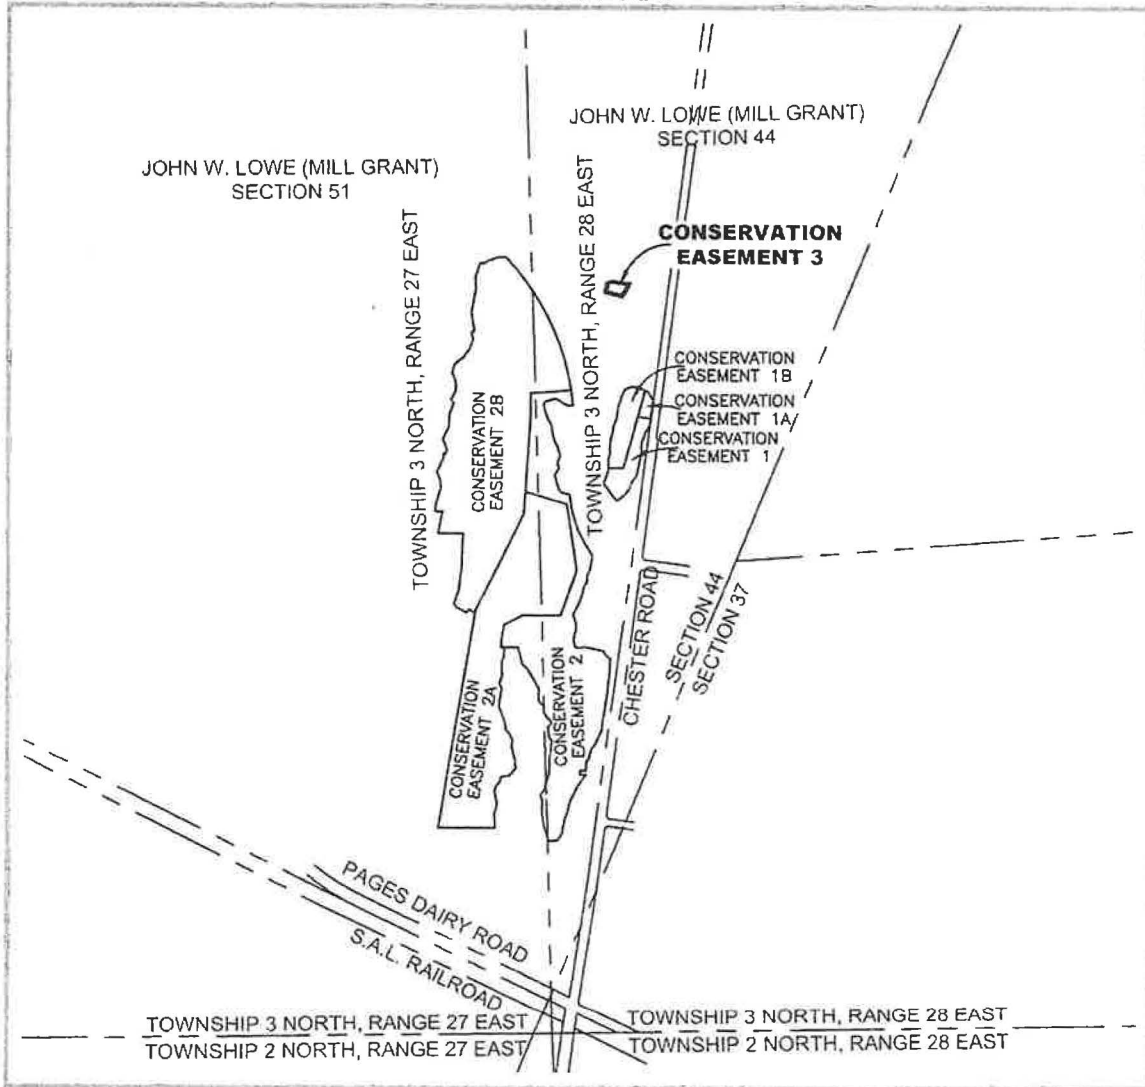 JOHN W. LOWE (MILL GRANT)
SECTION 44
JOHN W. LOWE (MILL GRANT)
SECTION 51
TOWNSHIP 3 NORTH, RANGE 27 EAST
TOWNSHIP 3 NORTH, RANGE 28 EAST
CONSERVATION
EASEMENT 3
CONSERVATION
EASEMENT 1B
CONSERVATION
EASEMENT 1A
CONSERVATION
EASEMENT 1
CONSERVATION
EASEMENT 2B
CONSERVATION
EASEMENT 2A
CONSERVATION
EASEMENT 2
CHESTER ROAD
SECTION 44
SECTION 37
PAGES DAIRY ROAD
S.A.L. RAILROAD
TOWNSHIP 3 NORTH, RANGE 27 EAST
TOWNSHIP 2 NORTH, RANGE 27 EAST
TOWNSHIP 3 NORTH, RANGE 28 EAST
TOWNSHIP 2 NORTH, RANGE 28 EAST